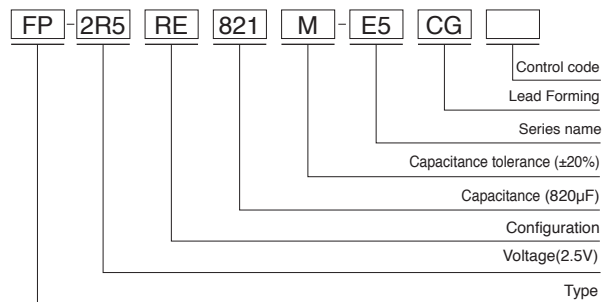 FP-2R5 RE 821 M-E5 CG
Control code
Lead Forming
Series name
Capacitance tolerance (±20%)
Capacitance (820µF)
Configuration
Voltage(2.5V)
Type